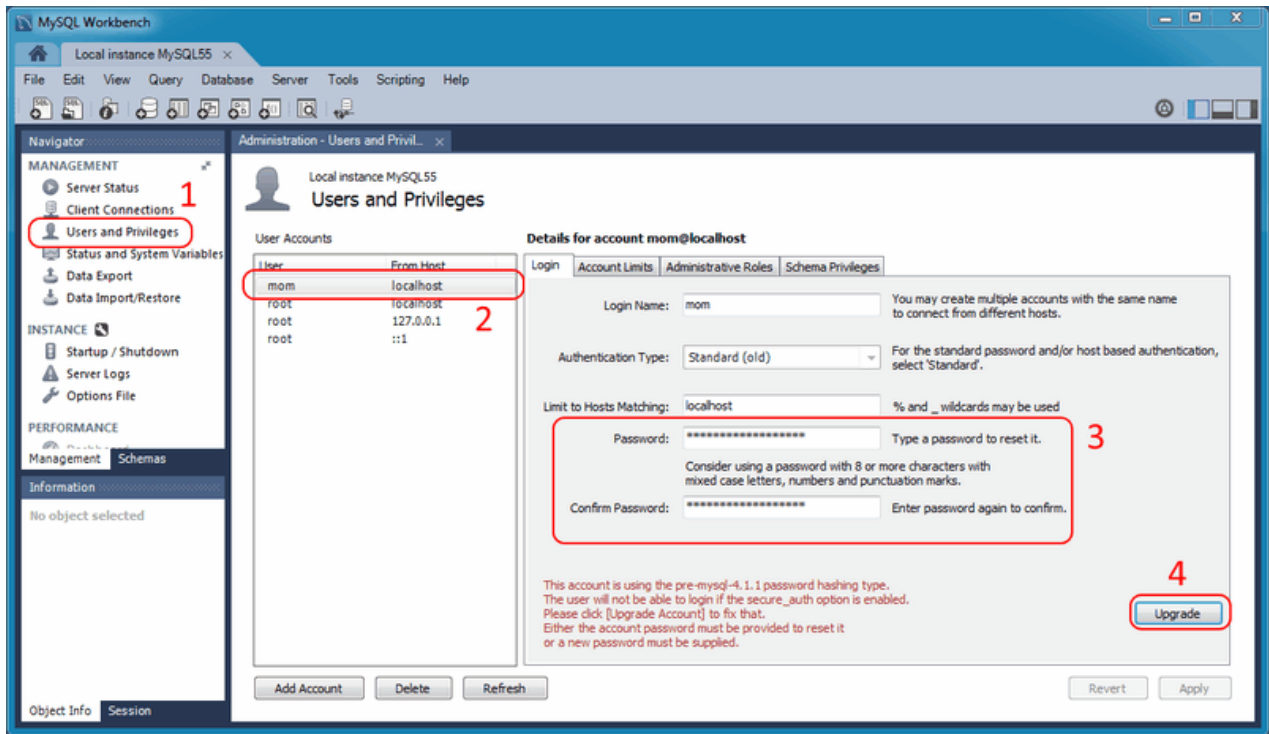 MySQL Workbench
Local instance MySQL55
File Edit View Query Database Server Tools Scripting Help
Navigator
MANAGEMENT
Server Status
1
Client Connections
Users and Privileges
Status and System Variables
Data Export
Data Import/Restore
INSTANCE
Startup / Shutdown
Server Logs
Options File
PERFORMANCE
Dashboard
Management Schemas
Information
No object selected
Object Info Session
Administration - Users and Privil...
Local instance MySQL55
Users and Privileges
User Accounts
User From Host
mom localhost
root localhost
root 127.0.0.1
root ::1
2
Add Account Delete Refresh
Details for account mom@localhost
Login Account Limits Administrative Roles Schema Privileges
Login Name: mom You may create multiple accounts with the same name
to connect from different hosts.
Authentication Type: Standard (old) For the standard password and/or host based authentication,
select 'Standard'.
Limit to Hosts Matching: localhost % and _ wildcards may be used
Password: ****************** Type a password to reset it.
3
Consider using a password with 8 or more characters with
mixed case letters, numbers and punctuation marks.
Confirm Password: ****************** Enter password again to confirm.
This account is using the pre-mysql-4.1.1 password hashing type.
The user will not be able to login if the secure_auth option is enabled.
Please click [Upgrade Account] to fix that.
Either the account password must be provided to reset it
or a new password must be supplied.
4
Upgrade
Revert Apply